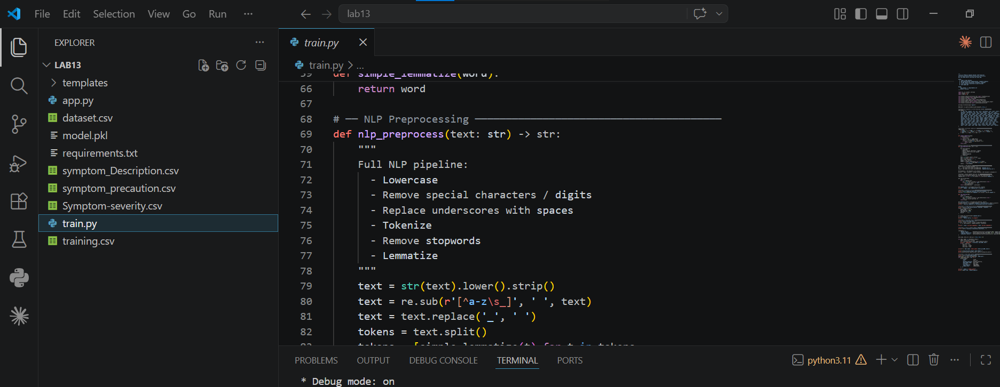 File Edit Selection View Go Run ···
lab13
EXPLORER
LAB13
templates
app.py
dataset.csv
model.pkl
requirements.txt
symptom_Description.csv
symptom_precaution.csv
Symptom-severity.csv
train.py
training.csv
train.py
train.py > ...
59 def simple_lemmatize(word):
66 return word
67
68 # —— NLP Preprocessing ————————————————————
69 def nlp_preprocess(text: str) -> str:
70 """
71 Full NLP pipeline:
72 - Lowercase
73 - Remove special characters / digits
74 - Replace underscores with spaces
75 - Tokenize
76 - Remove stopwords
77 - Lemmatize
78 """
79 text = str(text).lower().strip()
80 text = re.sub(r'[^a-z\s_]', ' ', text)
81 text = text.replace('_', ' ')
82 tokens = text.split()
83 tokens = [simple_lemmatize(t) for t in tokens
PROBLEMS OUTPUT DEBUG CONSOLE TERMINAL PORTS
python3.11
* Debug mode: on